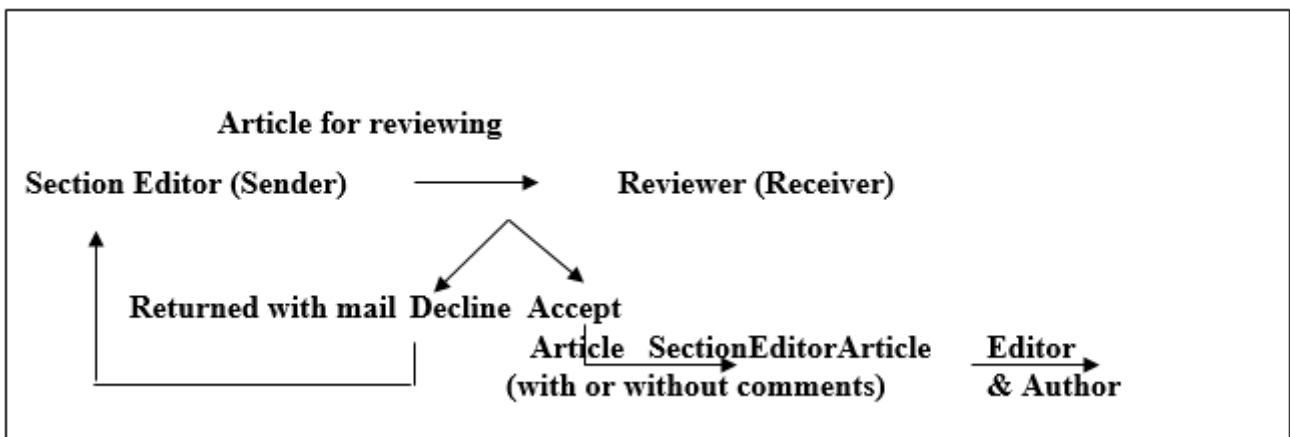 Article for reviewing
Section Editor (Sender) Reviewer (Receiver)
Returned with mail Decline Accept
Article SectionEditorArticle Editor
(with or without comments) & Author